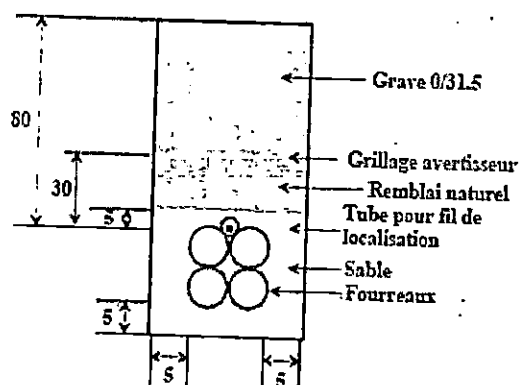 Grave 0/31.5
80
Grillage avertisseur
30
Remblai naturel
5
Tube pour fil de
localisation
Sable
Fourreaux
5
5
5